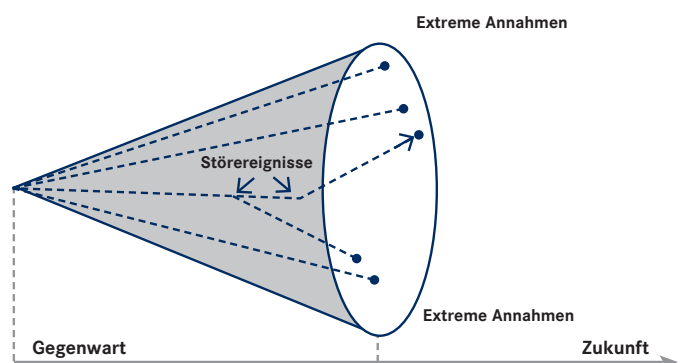 Extreme Annahmen
Störereignisse
Extreme Annahmen
Gegenwart
Zukunft